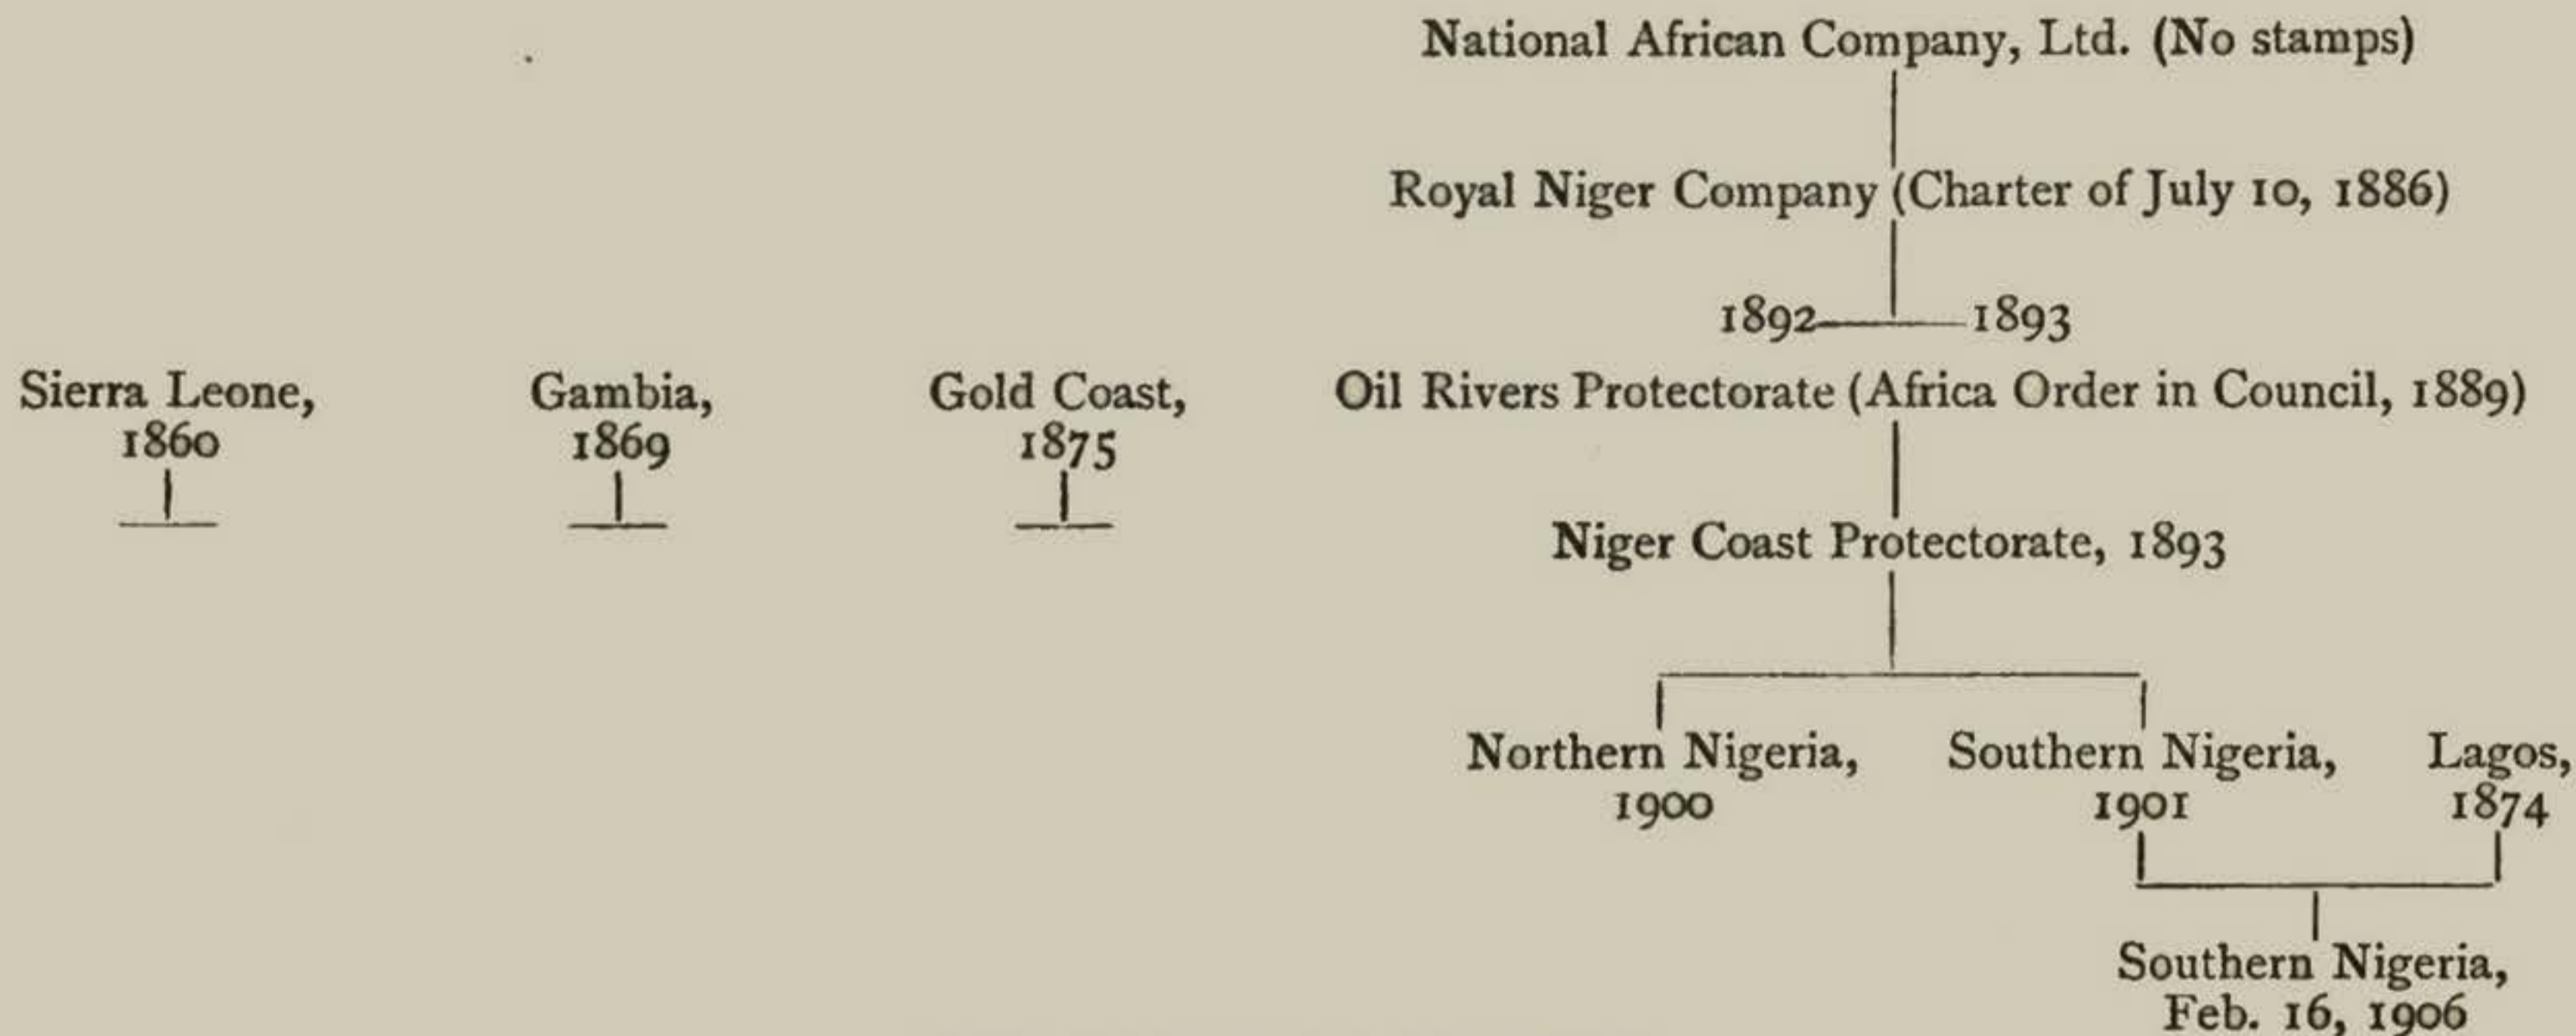 National African Company, Ltd. (No stamps)
Royal Niger Company (Charter of July 10, 1886)
1892 1893
Sierra Leone, Gambia, Gold Coast, Oil Rivers Protectorate (Africa Order in Council, 1889)
1860 1869 1875
Niger Coast Protectorate, 1893
Northern Nigeria, Southern Nigeria, Lagos,
1900 1901 1874
Southern Nigeria,
Feb. 16, 1906